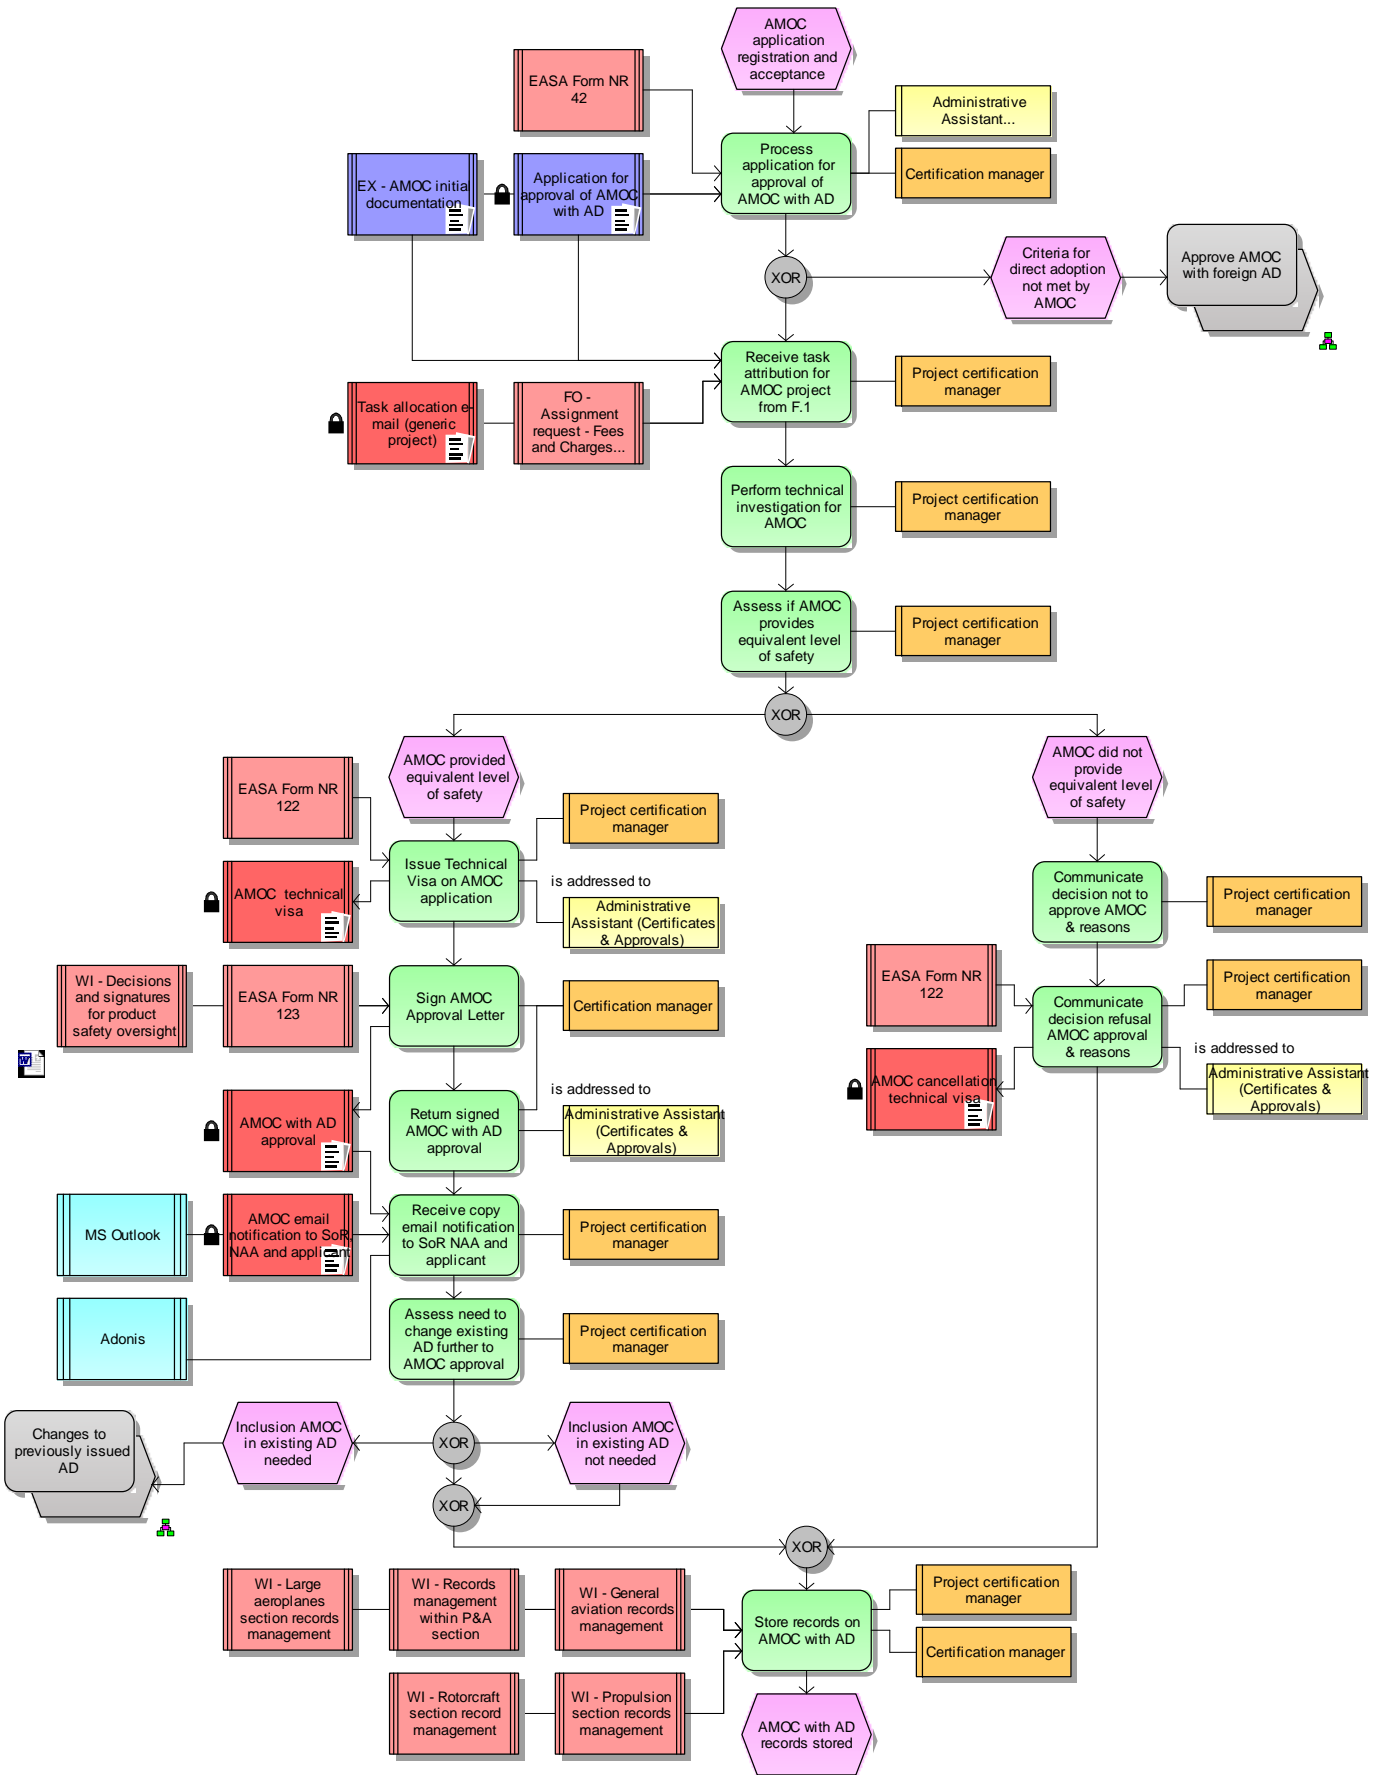 AMOC
application
registration and
acceptance
EASA Form NR
42
Administrative
Assistant...
Process
application for
approval of
AMOC with AD
Certification manager
EX - AMOC initial
documentation
Application for
approval of AMOC
with AD
XOR
Criteria for
direct adoption
not met by
AMOC
Approve AMOC
with foreign AD
Receive task
attribution for
AMOC project
from F.1
Project certification
manager
Task allocation e-
mail (generic
project)
FO -
Assignment
request - Fees
and Charges...
Perform technical
investigation for
AMOC
Project certification
manager
Assess if AMOC
provides
equivalent level
of safety
Project certification
manager
XOR
AMOC provided
equivalent level
of safety
AMOC did not
provide
equivalent level
of safety
EASA Form NR
122
Project certification
manager
Issue Technical
Visa on AMOC
application
AMOC technical
visa
is addressed to
Administrative
Assistant (Certificates
& Approvals)
Communicate
decision not to
approve AMOC
& reasons
Project certification
manager
WI - Decisions
and signatures
for product
safety oversight
EASA Form NR
123
Sign AMOC
Approval Letter
Certification manager
EASA Form NR
122
Communicate
decision refusal
AMOC approval
& reasons
Project certification
manager
is addressed to
Administrative Assistant
(Certificates &
Approvals)
AMOC cancellation
technical visa
AMOC with AD
approval
Return signed
AMOC with AD
approval
is addressed to
Administrative Assistant
(Certificates &
Approvals)
MS Outlook
AMOC email
notification to SoR,
NAA and applicant
Receive copy
email notification
to SoR NAA and
applicant
Project certification
manager
Adonis
Assess need to
change existing
AD further to
AMOC approval
Project certification
manager
Changes to
previously issued
AD
Inclusion AMOC
in existing AD
needed
XOR
Inclusion AMOC
in existing AD
not needed
XOR
XOR
WI - Large
aeroplanes
section records
management
WI - Records
management
within P&A
section
WI - General
aviation records
management
Store records on
AMOC with AD
Project certification
manager
Certification manager
WI - Rotorcraft
section record
management
WI - Propulsion
section records
management
AMOC with AD
records stored